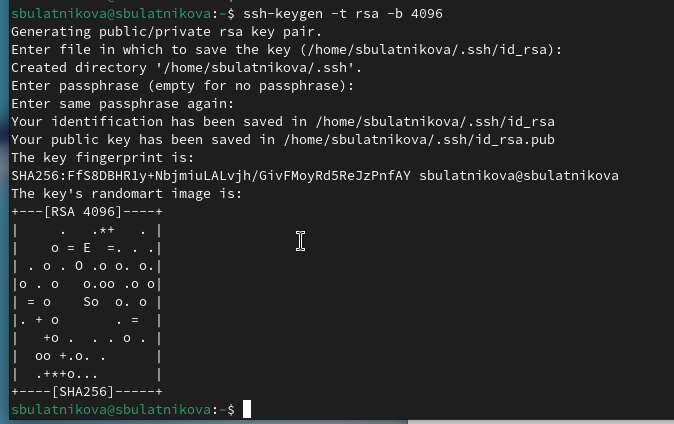 sbulatnikova@sbulatnikova:~$ ssh-keygen -t rsa -b 4096
Generating public/private rsa key pair.
Enter file in which to save the key (/home/sbulatnikova/.ssh/id_rsa):
Created directory '/home/sbulatnikova/.ssh'.
Enter passphrase (empty for no passphrase):
Enter same passphrase again:
Your identification has been saved in /home/sbulatnikova/.ssh/id_rsa
Your public key has been saved in /home/sbulatnikova/.ssh/id_rsa.pub
The key fingerprint is:
SHA256:FfS8DBHR1y+NbjmiuLALvjh/GivFMoyRd5ReJzPnfAY sbulatnikova@sbulatnikova
The key's randomart image is:
+---[RSA 4096]----+
|     .   .*+   . |
|    o = E  =. . .|
| . o . O .o o. o.|
|o . o   o.oo .o o|
| = o    So  o. o |
|. + o       . =  |
|   +o .  . . o . |
|  oo +.o. .      |
|  .+*+o...       |
+----[SHA256]-----+
sbulatnikova@sbulatnikova:~$